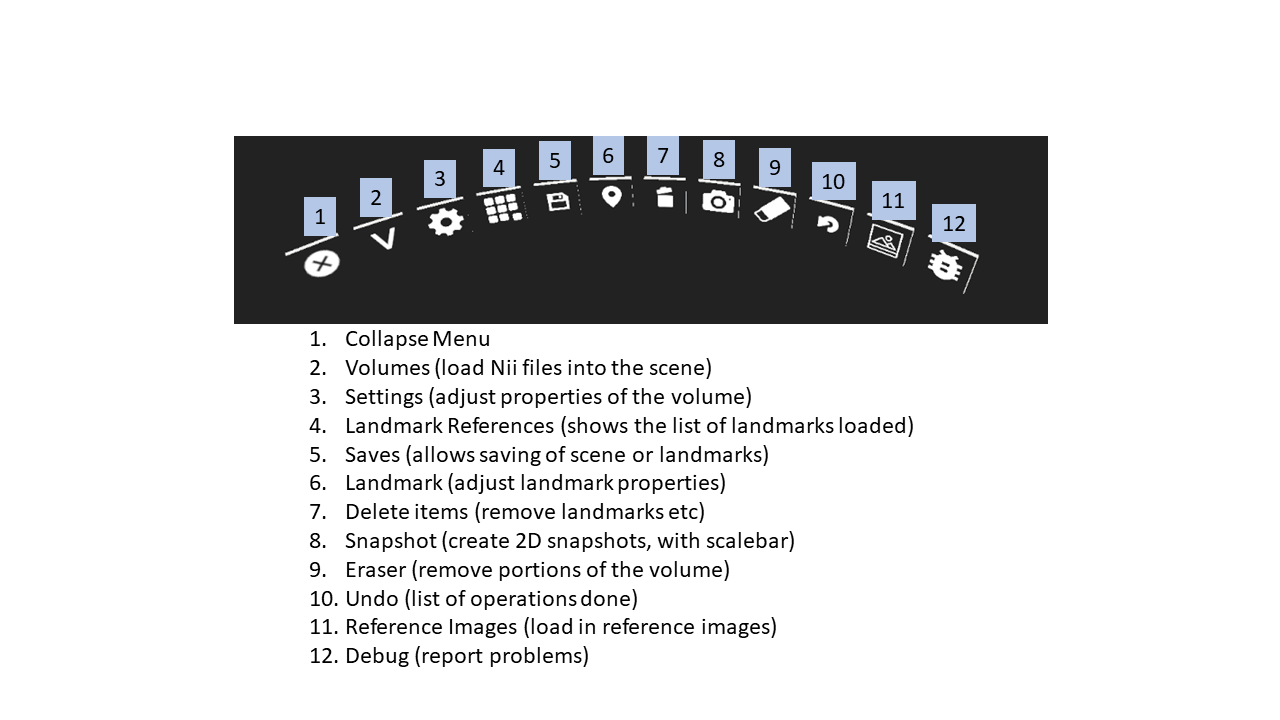 1
2
3
4
5
6
7
8
9
10
11
12
1. Collapse Menu
2. Volumes (load Nii files into the scene)
3. Settings (adjust properties of the volume)
4. Landmark References (shows the list of landmarks loaded)
5. Saves (allows saving of scene or landmarks)
6. Landmark (adjust landmark properties)
7. Delete items (remove landmarks etc)
8. Snapshot (create 2D snapshots, with scalebar)
9. Eraser (remove portions of the volume)
10. Undo (list of operations done)
11. Reference Images (load in reference images)
12. Debug (report problems)